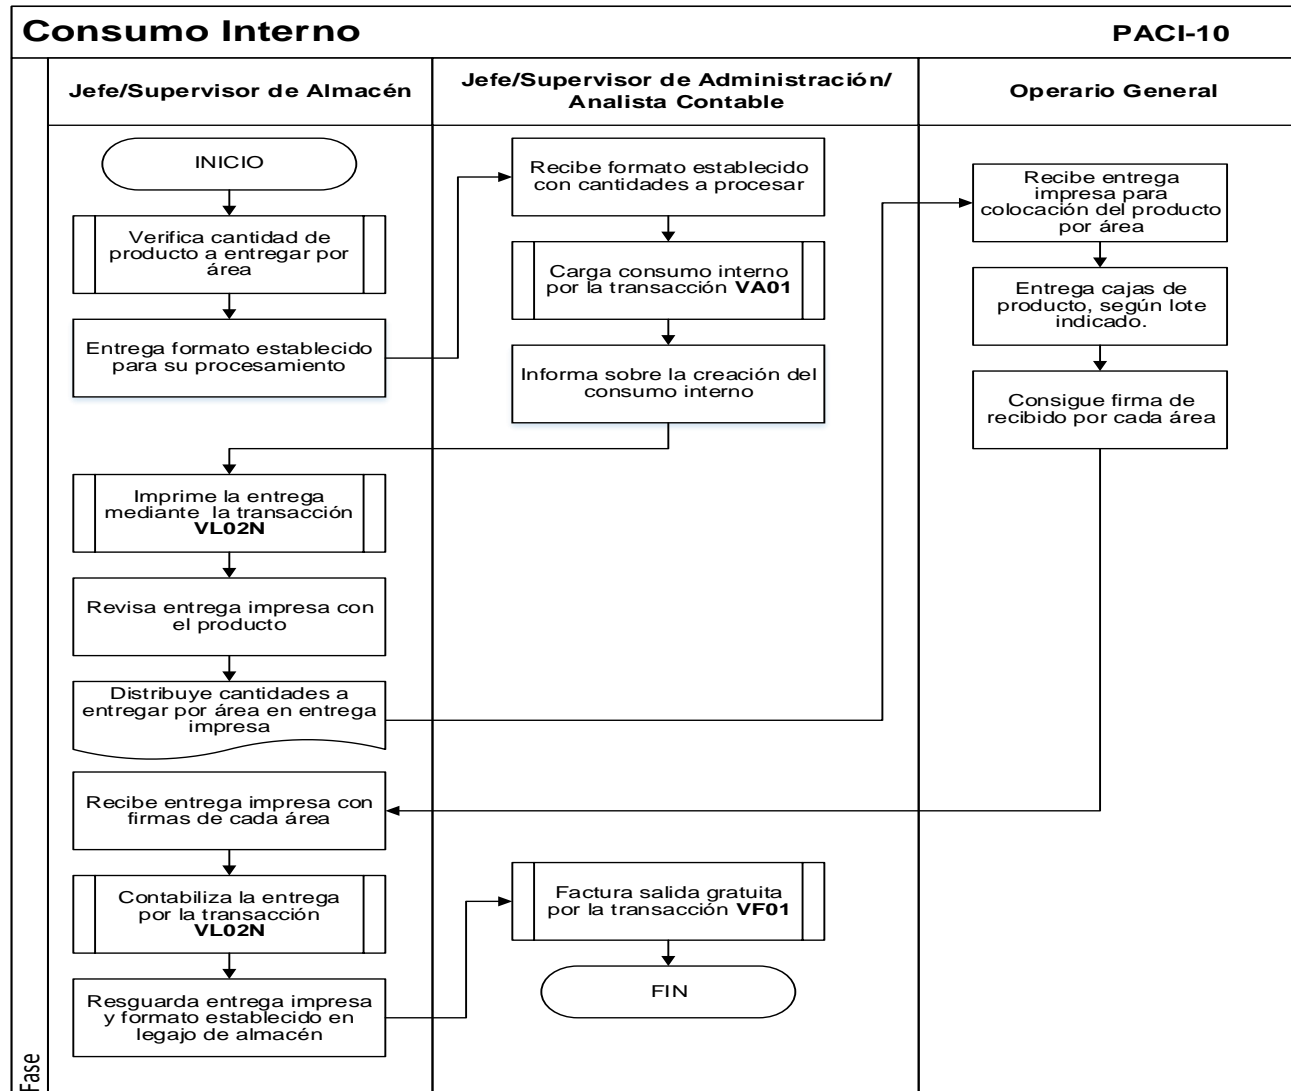 Consumo Interno
PACI-10
Jefe/Supervisor de Almacén
Jefe/Supervisor de Administración/
Analista Contable
Operario General
INICIO
Verifica cantidad de
producto a entregar por
área
Entrega formato establecido
para su procesamiento
Recibe formato establecido
con cantidades a procesar
Carga consumo interno
por la transacción VA01
Informa sobre la creación del
consumo interno
Imprime la entrega
mediante la transacción
VL02N
Revisa entrega impresa con
el producto
Distribuye cantidades a
entregar por área en entrega
impresa
Recibe entrega
impresa para
colocación del producto
por área
Entrega cajas de
producto, según lote
indicado.
Consigue firma de
recibido por cada área
Recibe entrega impresa con
firmas de cada área
Contabiliza la entrega
por la transacción
VL02N
Resguarda entrega impresa
y formato establecido en
legajo de almacén
Factura salida gratuita
por la transacción VF01
FIN
Fase